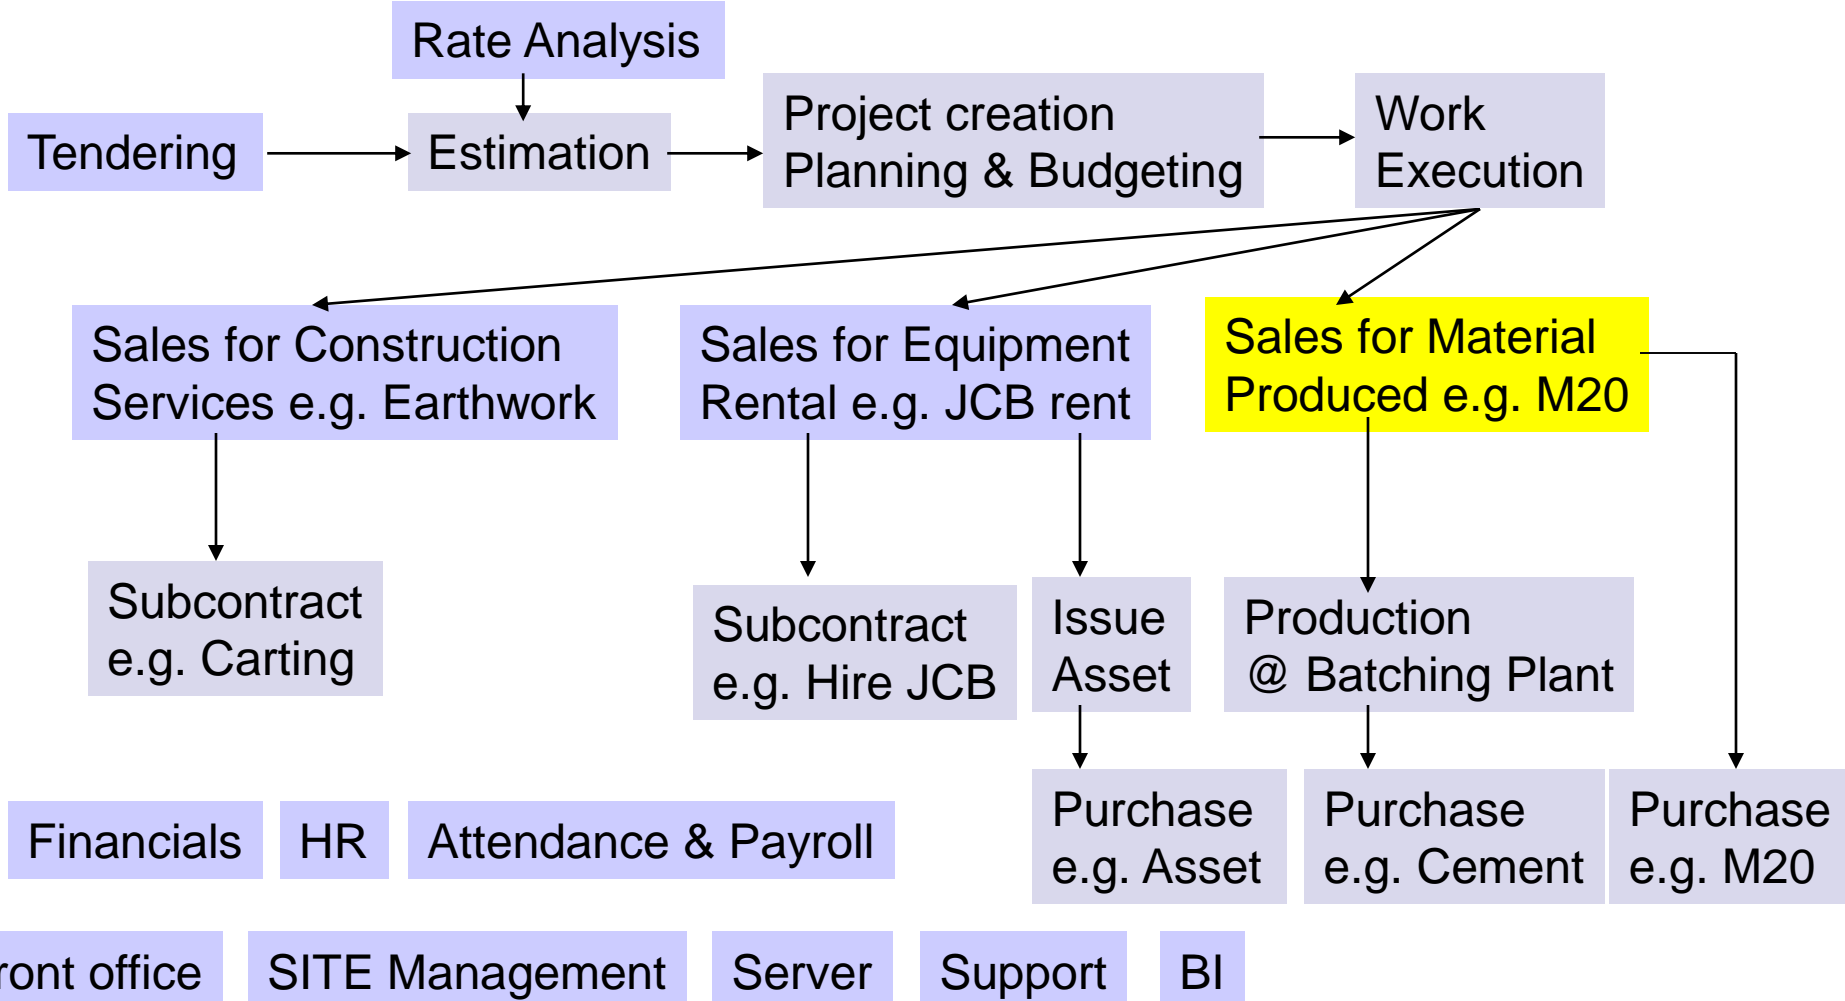 Rate Analysis
Tendering
Estimation
Project creation
Planning & Budgeting
Work
Execution
Sales for Construction
Services e.g. Earthwork
Sales for Equipment
Rental e.g. JCB rent
Sales for Material
Produced e.g. M20
Subcontract
e.g. Carting
Subcontract
e.g. Hire JCB
Issue
Asset
Production
@ Batching Plant
Purchase
e.g. Asset
Purchase
e.g. Cement
Purchase
e.g. M20
Financials
HR
Attendance & Payroll
ront office
SITE Management
Server
Support
BI